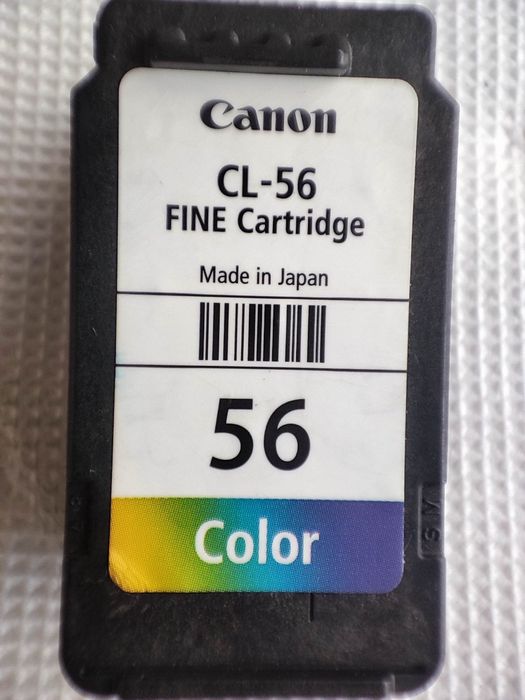 Canon
CL-56
FINE Cartridge
Made in Japan
56
Color